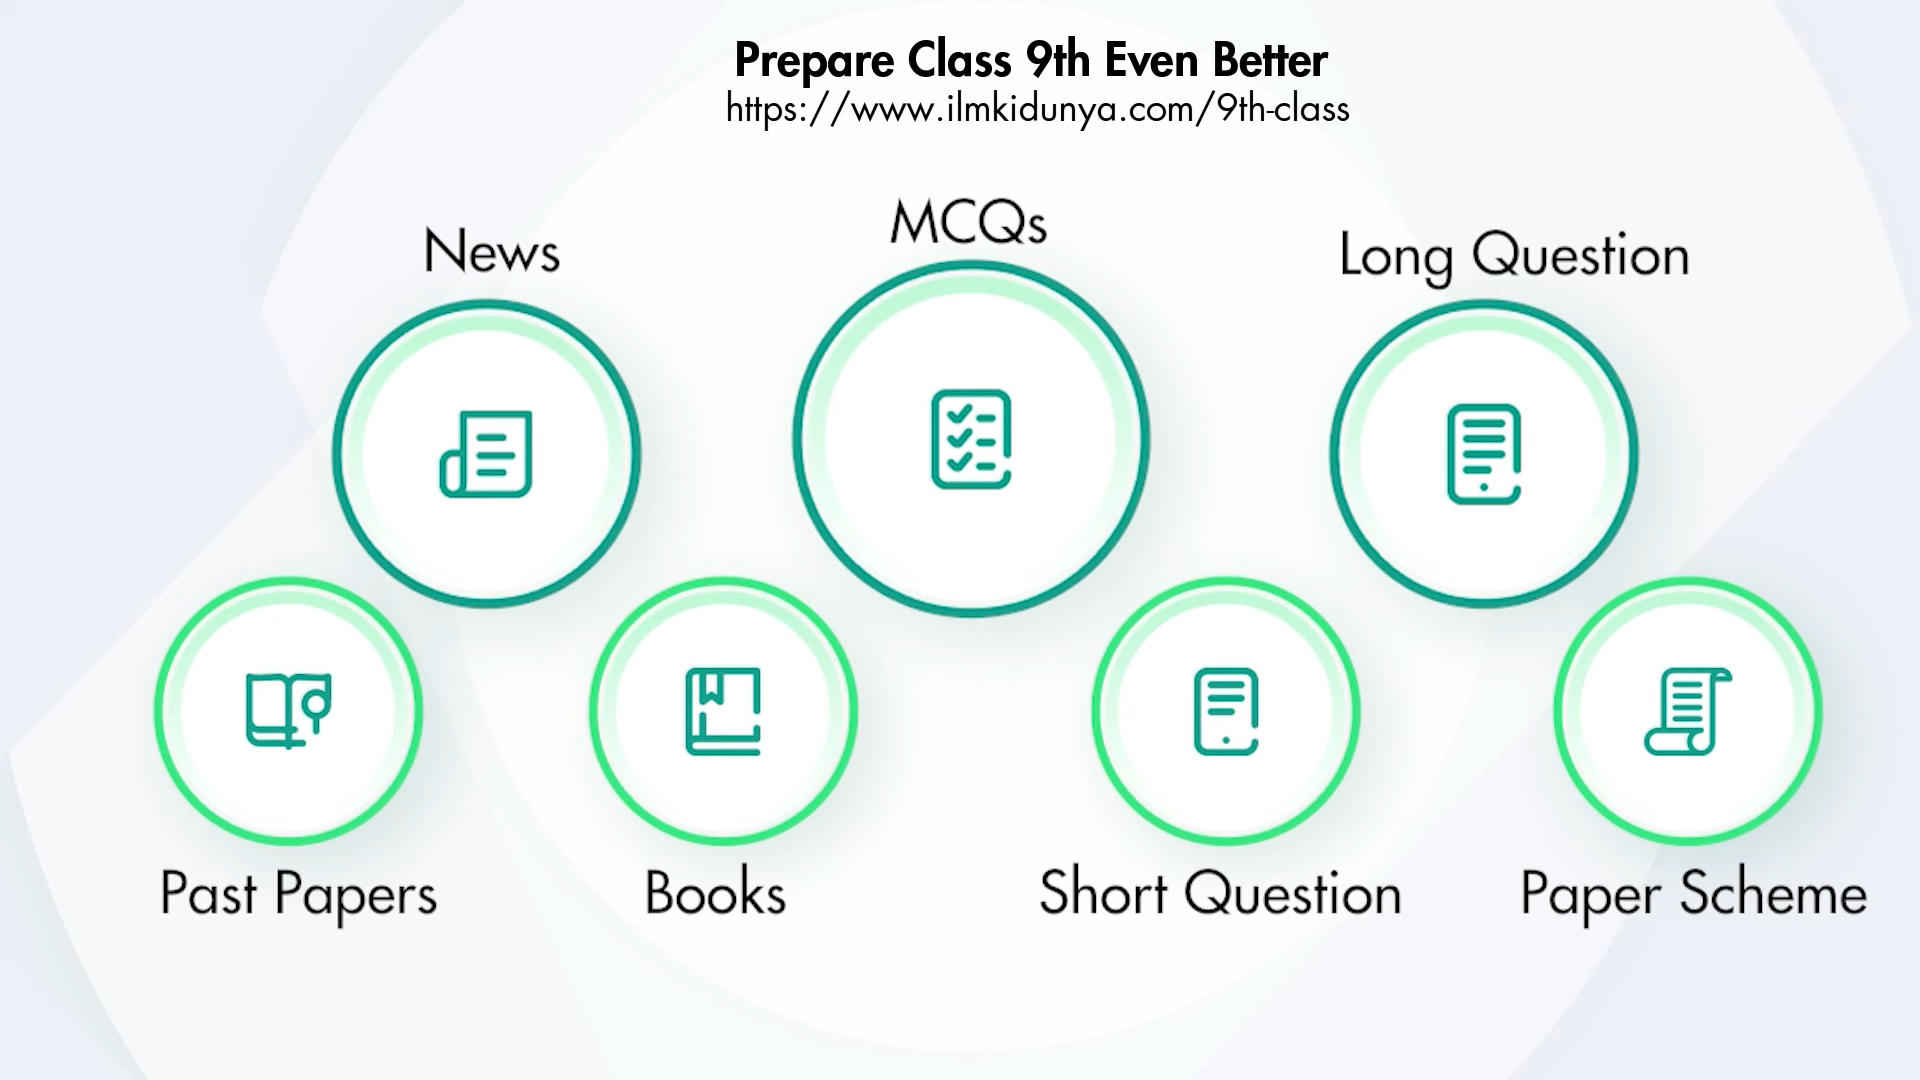 Prepare Class 9th Even Better
https://www.ilmkidunya.com/9th-class
MCQs
News
Long Question
Past Papers
Books
Short Question
Paper Scheme